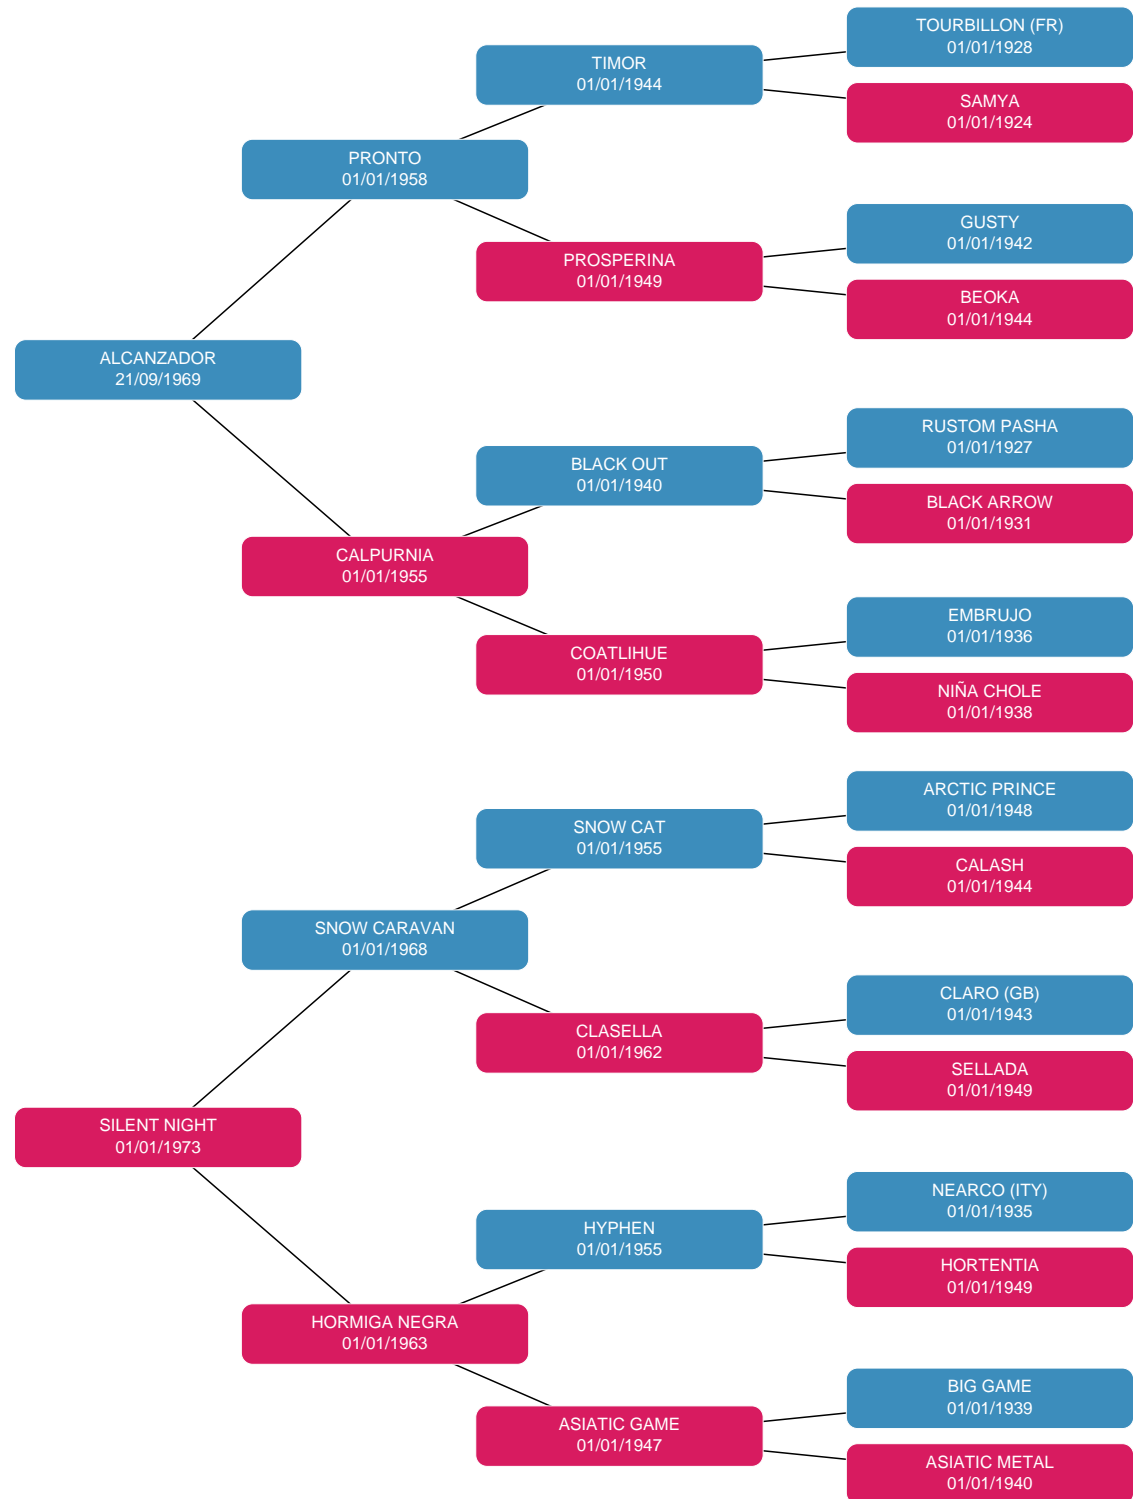 TOURBILLON (FR)
01/01/1928
TIMOR
01/01/1944
SAMYA
01/01/1924
PRONTO
01/01/1958
GUSTY
01/01/1942
PROSPERINA
01/01/1949
BEOKA
01/01/1944
ALCANZADOR
21/09/1969
RUSTOM PASHA
01/01/1927
BLACK OUT
01/01/1940
BLACK ARROW
01/01/1931
CALPURNIA
01/01/1955
EMBRUJO
01/01/1936
COATLIHUE
01/01/1950
NIÑA CHOLE
01/01/1938
ARCTIC PRINCE
01/01/1948
SNOW CAT
01/01/1955
CALASH
01/01/1944
SNOW CARAVAN
01/01/1968
CLARO (GB)
01/01/1943
CLASELLA
01/01/1962
SELLADA
01/01/1949
SILENT NIGHT
01/01/1973
NEARCO (ITY)
01/01/1935
HYPHEN
01/01/1955
HORTENTIA
01/01/1949
HORMIGA NEGRA
01/01/1963
BIG GAME
01/01/1939
ASIATIC GAME
01/01/1947
ASIATIC METAL
01/01/1940